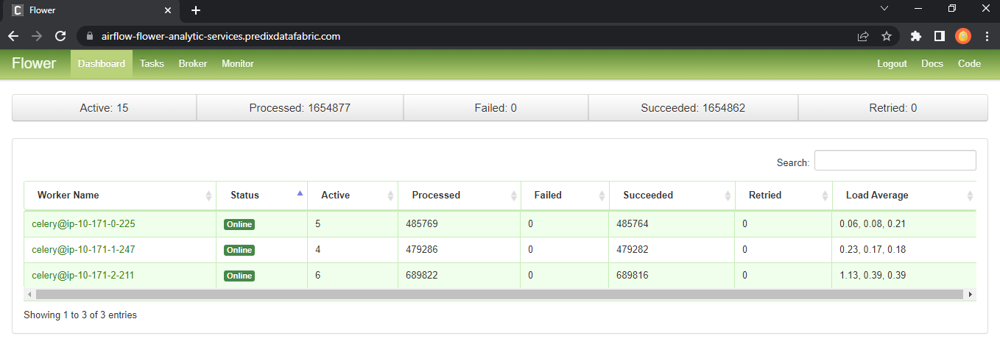 Flower
airflow-flower-analytic-services.predixdatafabric.com
Flower Dashboard Tasks Broker Monitor Logout Docs Code
Active: 15 Processed: 1654877 Failed: 0 Succeeded: 1654862 Retried: 0
Search:
Worker Name Status Active Processed Failed Succeeded Retried Load Average
celery@ip-10-171-0-225 Online 5 485769 0 485764 0 0.06, 0.08, 0.21
celery@ip-10-171-1-247 Online 4 479286 0 479282 0 0.23, 0.17, 0.18
celery@ip-10-171-2-211 Online 6 689822 0 689816 0 1.13, 0.39, 0.39
Showing 1 to 3 of 3 entries